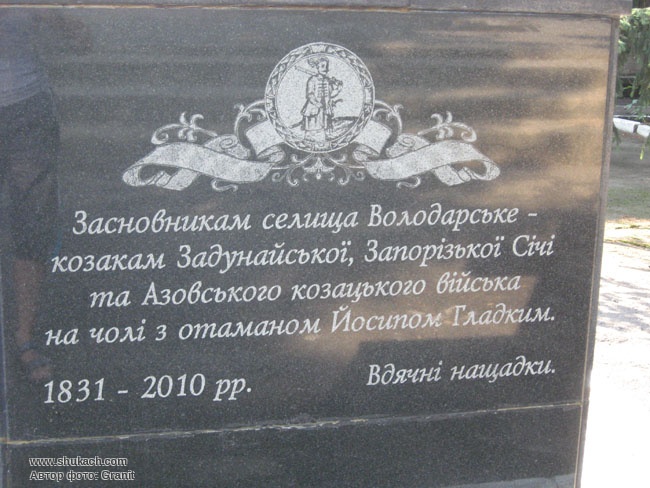 Засновникам селища Володарське -
козакам Задунайської, Запорізької Січі
та Азовського козацького війська
на чолі з отаманом Йосипом Гладким.
1831 - 2010 рр. Вдячні нащадки.
www.shukach.com
Автор фото: Granit